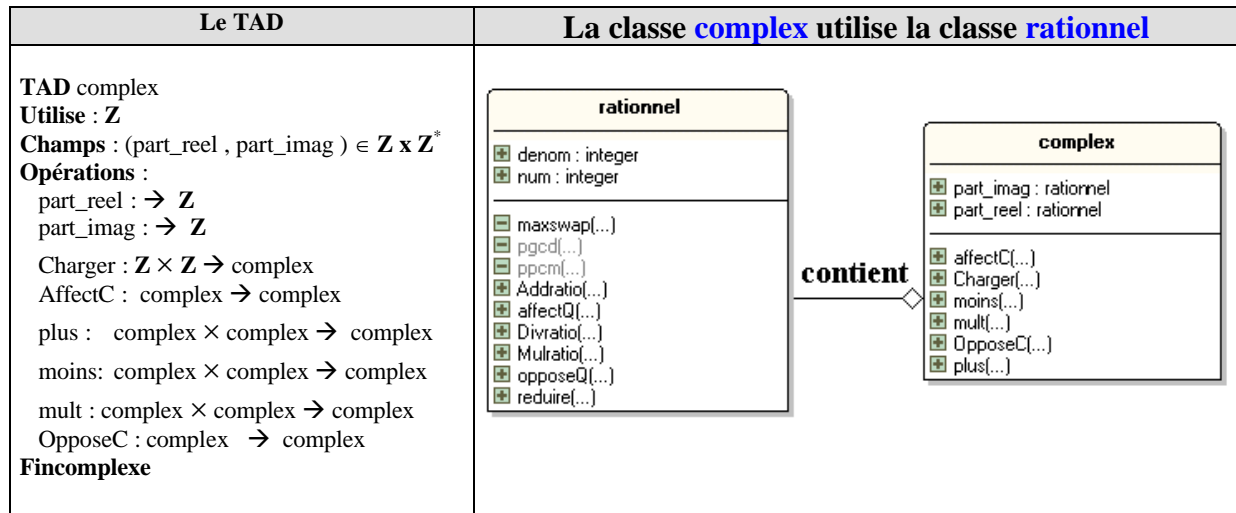 Le TAD
La classe complex utilise la classe rationnel
TAD complex
Utilise : Z
Champs : (part_reel , part_imag ) ∈ Z x Z*
Opérations :
part_reel : → Z
part_imag : → Z
Charger : Z × Z → complex
AffectC : complex → complex
plus : complex × complex → complex
moins: complex × complex → complex
mult : complex × complex → complex
OpposeC : complex → complex
Fincomplexe
rationnel
denom : integer
num : integer
maxswap(...)
pgcd(...)
ppcm(...)
Addratio(...)
affectQ(...)
Divratio(...)
Mulratio(...)
opposeQ(...)
reduire(...)
contient
complex
part_imag : rationnel
part_reel : rationnel
affectC(...)
Charger(...)
moins(...)
mult(...)
OpposeC(...)
plus(...)